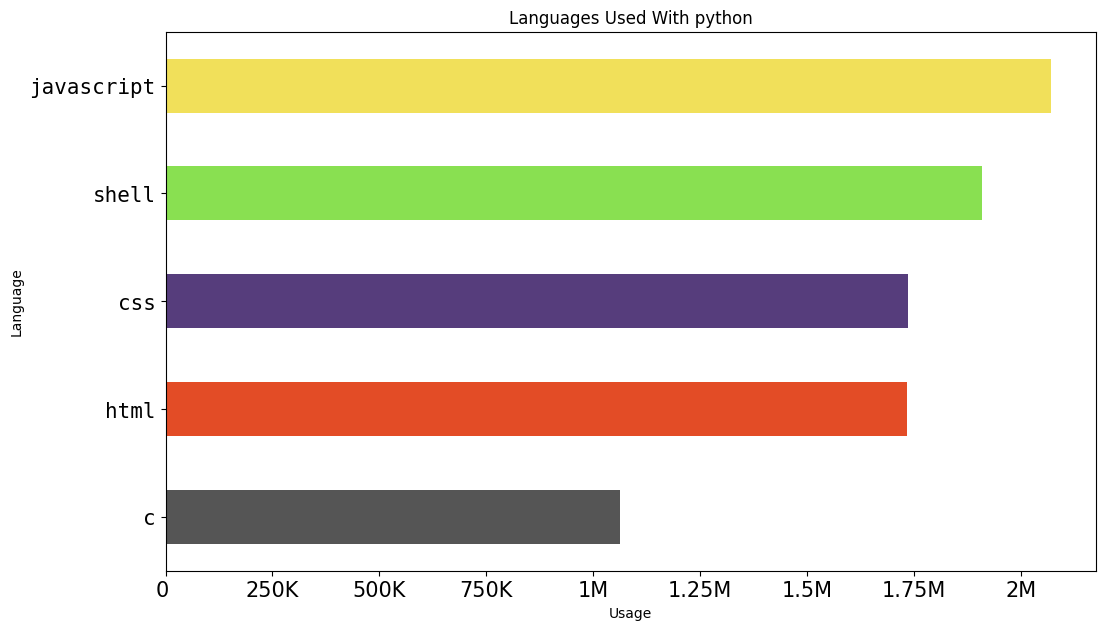 Languages Used With python
javascript
shell
css
html
c
Language
0 250K 500K 750K 1M 1.25M 1.5M 1.75M 2M
Usage